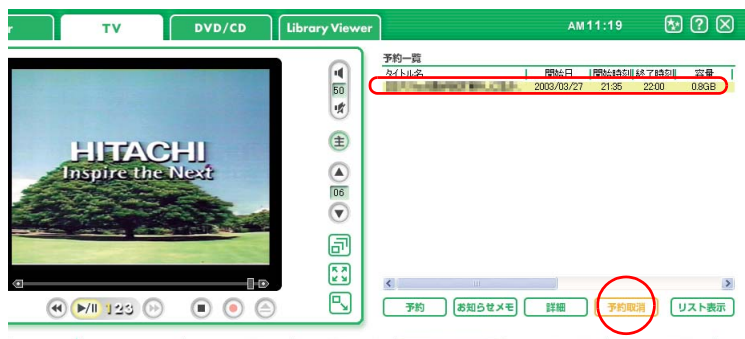 TV
DVD/CD
Library Viewer
AM11:19
?
予約一覧
タイトル名 開始日 開始時刻 終了時刻 容量
2003/03/27 21:35 22:00 0.8GB
50
主
06
HITACHI
Inspire the Next
123
予約 お知らせメモ 詳細 予約取消 リスト表示